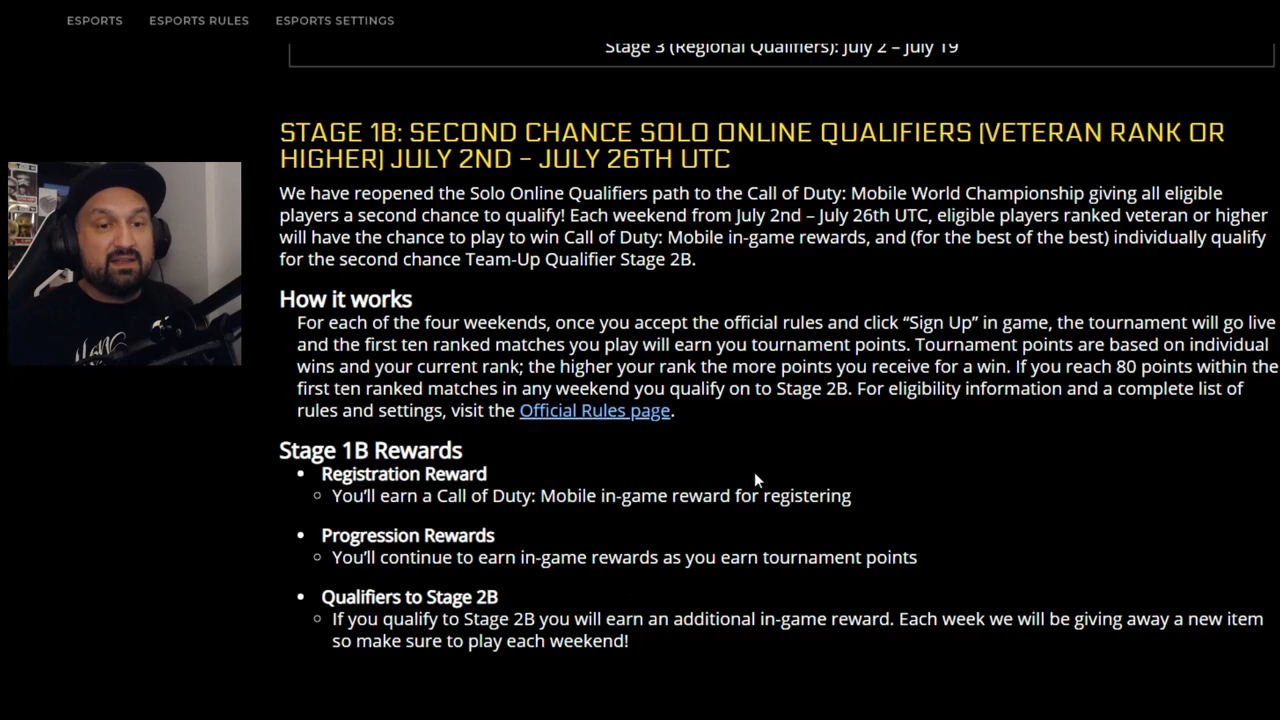 ESPORTS ESPORTS RULES ESPORTS SETTINGS
Stage 3 (Regional Qualifiers): July 2 – July 19
STAGE 1B: SECOND CHANCE SOLO ONLINE QUALIFIERS (VETERAN RANK OR
HIGHER) JULY 2ND – JULY 26TH UTC
We have reopened the Solo Online Qualifiers path to the Call of Duty: Mobile World Championship giving all eligible
players a second chance to qualify! Each weekend from July 2nd – July 26th UTC, eligible players ranked veteran or higher
will have the chance to play to win Call of Duty: Mobile in-game rewards, and (for the best of the best) individually qualify
for the second chance Team-Up Qualifier Stage 2B.
How it works
For each of the four weekends, once you accept the official rules and click “Sign Up” in game, the tournament will go live
and the first ten ranked matches you play will earn you tournament points. Tournament points are based on individual
wins and your current rank; the higher your rank the more points you receive for a win. If you reach 80 points within the
first ten ranked matches in any weekend you qualify on to Stage 2B. For eligibility information and a complete list of
rules and settings, visit the Official Rules page.
Stage 1B Rewards
• Registration Reward
○ You’ll earn a Call of Duty: Mobile in-game reward for registering
• Progression Rewards
○ You’ll continue to earn in-game rewards as you earn tournament points
• Qualifiers to Stage 2B
○ If you qualify to Stage 2B you will earn an additional in-game reward. Each week we will be giving away a new item
so make sure to play each weekend!